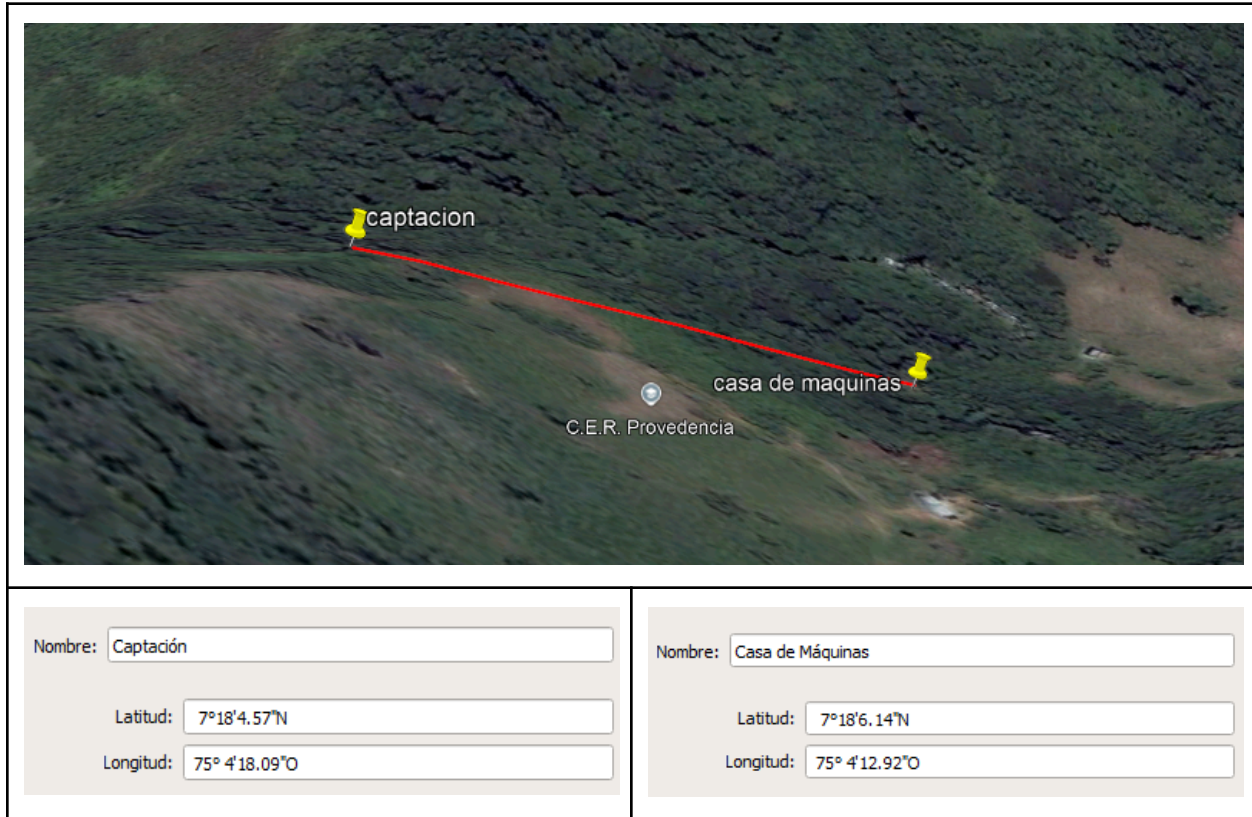 captacion
casa de maquinas
C.E.R. Provedencia
Nombre: Captación
Latitud: 7°18'4.57"N
Longitud: 75° 4'18.09"O
Nombre: Casa de Máquinas
Latitud: 7°18'6.14"N
Longitud: 75° 4'12.92"O